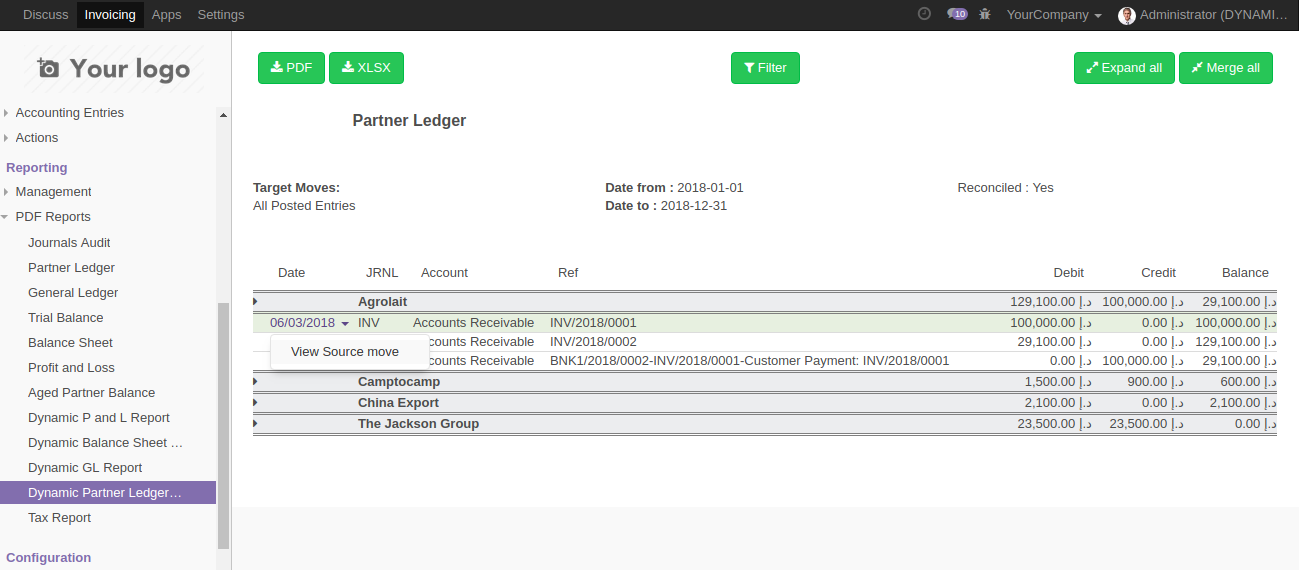 Discuss Invoicing Apps Settings 10 YourCompany Administrator (DYNAMI...
Your logo
Accounting Entries
Actions
Reporting
Management
PDF Reports
Journals Audit
Partner Ledger
General Ledger
Trial Balance
Balance Sheet
Profit and Loss
Aged Partner Balance
Dynamic P and L Report
Dynamic Balance Sheet ...
Dynamic GL Report
Dynamic Partner Ledger...
Tax Report
Configuration
PDF XLSX Filter Expand all Merge all
Partner Ledger
Target Moves: Date from : 2018-01-01 Reconciled : Yes
All Posted Entries Date to : 2018-12-31
Date JRNL Account Ref Debit Credit Balance
Agrolait 129,100.00 د.إ 100,000.00 د.إ 29,100.00 د.إ
06/03/2018 INV Accounts Receivable INV/2018/0001 100,000.00 د.إ 0.00 د.إ 100,000.00 د.إ
counts Receivable INV/2018/0002 29,100.00 د.إ 0.00 د.إ 129,100.00 د.إ
View Source move
counts Receivable BNK1/2018/0002-INV/2018/0001-Customer Payment: INV/2018/0001 0.00 د.إ 100,000.00 د.إ 29,100.00 د.إ
Camptocamp 1,500.00 د.إ 900.00 د.إ 600.00 د.إ
China Export 2,100.00 د.إ 0.00 د.إ 2,100.00 د.إ
The Jackson Group 23,500.00 د.إ 23,500.00 د.إ 0.00 د.إ